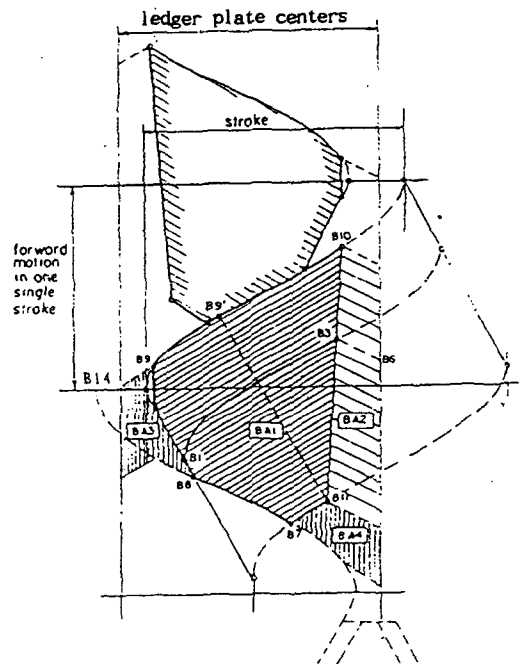 ledger plate centers
stroke
forward
motion
in one
single
stroke
B10
B9'
B3
B9
B6
B14
BA3
BA1
BA2
B1
B8
B11
B7
BA4